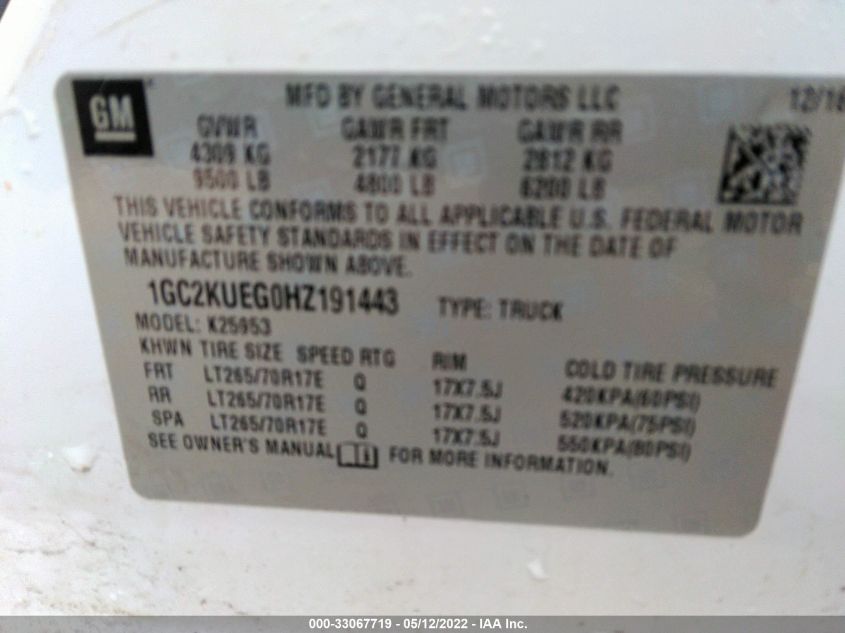 GM
MFD BY GENERAL MOTORS LLC
12/16
GVWR GAWR FRT GAWR RR
4309 KG 2177 KG 2812 KG
9500 LB 4800 LB 6200 LB
THIS VEHICLE CONFORMS TO ALL APPLICABLE U.S. FEDERAL MOTOR
VEHICLE SAFETY STANDARDS IN EFFECT ON THE DATE OF
MANUFACTURE SHOWN ABOVE.
1GC2KUEG0HZ191443 TYPE: TRUCK
MODEL: K25953
KHWN TIRE SIZE SPEED RTG RIM COLD TIRE PRESSURE
FRT LT265/70R17E Q 17X7.5J 420KPA(60PSI)
RR LT265/70R17E Q 17X7.5J 520KPA(75PSI)
SPA LT265/70R17E Q 17X7.5J 550KPA(80PSI)
SEE OWNER'S MANUAL FOR MORE INFORMATION.
000-33067719 - 05/12/2022 - IAA Inc.